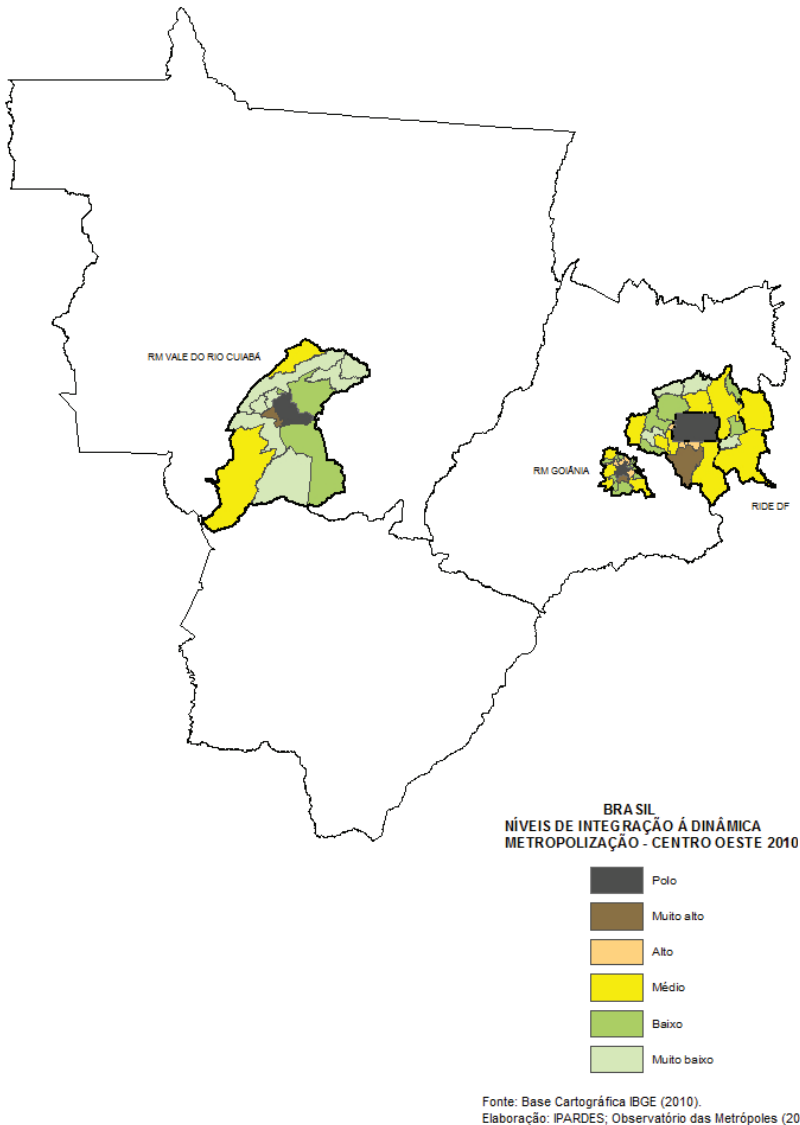 RM VALE DO RIO CUIABÁ
RM GOIÂNIA
RIDE DF
BRASIL
NÍVEIS DE INTEGRAÇÃO Á DINÂMICA
METROPOLIZAÇÃO - CENTRO OESTE 2010
Polo
Muito alto
Alto
Médio
Baixo
Muito baixo
Fonte: Base Cartográfica IBGE (2010).
Elaboração: IPARDES; Observatório das Metrópoles (20